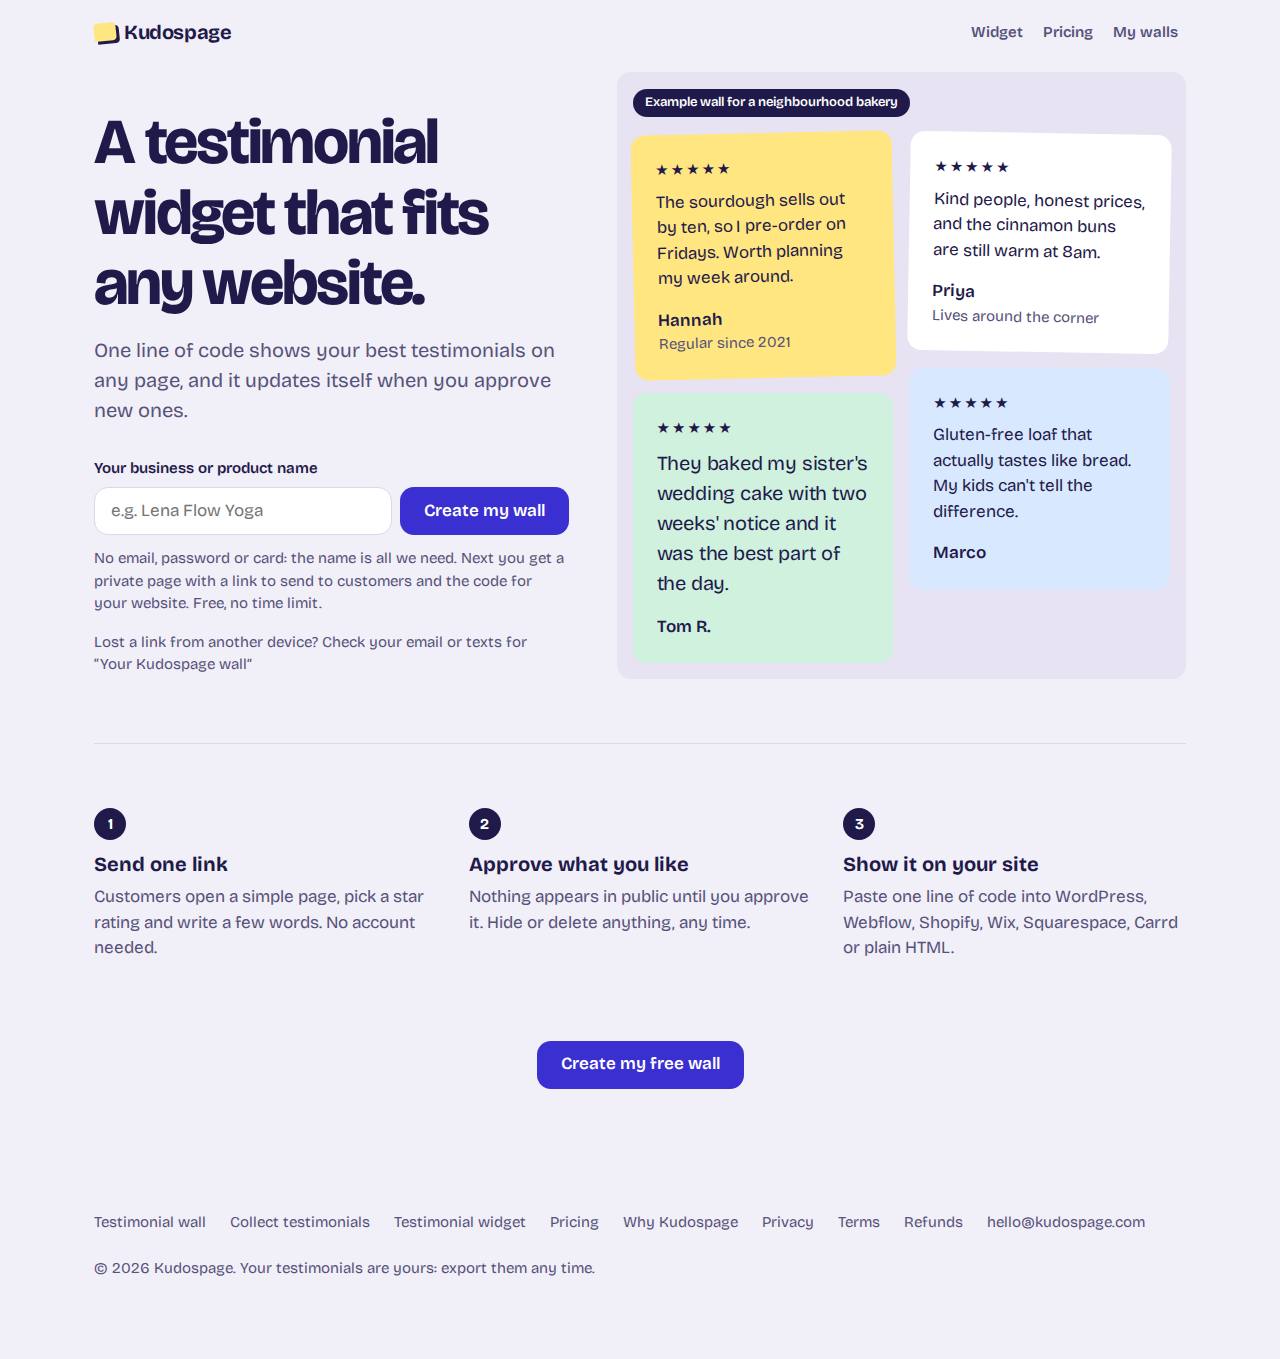 Kudospage
Widget Pricing My walls
A testimonial
widget that fits
any website.
One line of code shows your best testimonials on
any page, and it updates itself when you approve
new ones.
Your business or product name
e.g. Lena Flow Yoga
Create my wall
No email, password or card: the name is all we need. Next you get a
private page with a link to send to customers and the code for
your website. Free, no time limit.
Lost a link from another device? Check your email or texts for
“Your Kudospage wall”
Example wall for a neighbourhood bakery
★★★★★
The sourdough sells out
by ten, so I pre-order on
Fridays. Worth planning
my week around.
Hannah
Regular since 2021
★★★★★
They baked my sister's
wedding cake with two
weeks' notice and it
was the best part of
the day.
Tom R.
★★★★★
Kind people, honest prices,
and the cinnamon buns
are still warm at 8am.
Priya
Lives around the corner
★★★★★
Gluten-free loaf that
actually tastes like bread.
My kids can't tell the
difference.
Marco
1
Send one link
Customers open a simple page, pick a star
rating and write a few words. No account
needed.
2
Approve what you like
Nothing appears in public until you approve
it. Hide or delete anything, any time.
3
Show it on your site
Paste one line of code into WordPress,
Webflow, Shopify, Wix, Squarespace, Carrd
or plain HTML.
Create my free wall
Testimonial wall Collect testimonials Testimonial widget Pricing Why Kudospage Privacy Terms Refunds hello@kudospage.com
© 2026 Kudospage. Your testimonials are yours: export them any time.